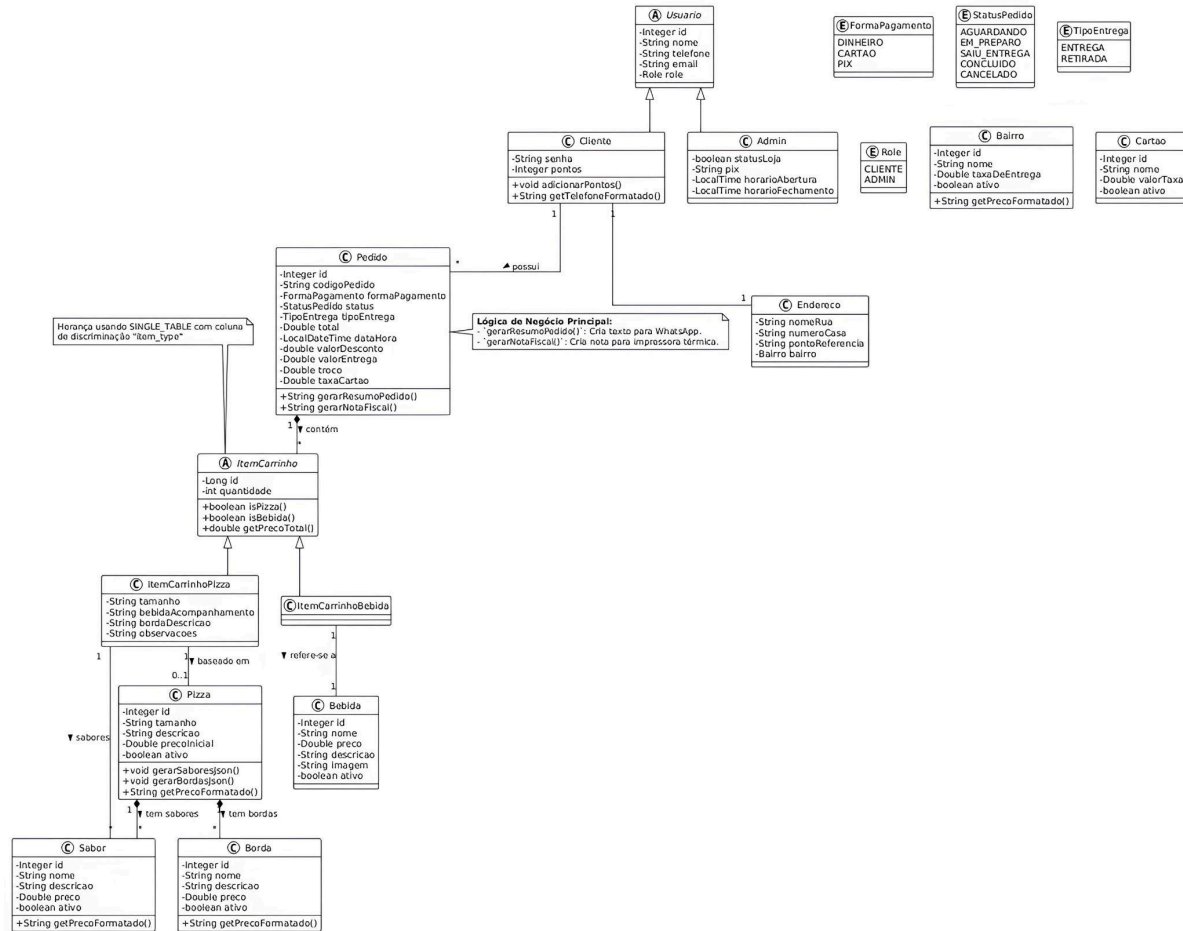 A Usuario
-Integer id
-String nome
-String telefone
-String email
-Role role
E FormaPagamento
DINHEIRO
CARTAO
PIX
E StatusPedido
AGUARDANDO
EM_PREPARO
SAIU_ENTREGA
CONCLUIDO
CANCELADO
E TipoEntrega
ENTREGA
RETIRADA
C Cliente
-String senha
-Integer pontos
+void adicionarPontos()
+String getTelefoneFormatado()
C Admin
-boolean statusLoja
-String pix
-LocalTime horarioAbertura
-LocalTime horarioFechamento
E Role
CLIENTE
ADMIN
C Bairro
-Integer id
-String nome
-Double taxaDeEntrega
-boolean ativo
+String getPrecoFormatado()
C Cartao
-Integer id
-String nome
-Double valorTaxa
-boolean ativo
1
1
*
possui
C Pedido
-Integer id
-String codigoPedido
-FormaPagamento formaPagamento
-StatusPedido status
-TipoEntrega tipoEntrega
-Double total
-LocalDateTime dataHora
-double valorDesconto
-Double valorEntrega
-Double troco
-Double taxaCartao
+String gerarResumoPedido()
+String gerarNotaFiscal()
Lógica de Negócio Principal:
- `gerarResumoPedido()`: Cria texto para WhatsApp.
- `gerarNotaFiscal()`: Cria nota para impressora térmica.
1
C Endereco
-String nomeRua
-String numeroCasa
-String pontoReferencia
-Bairro bairro
Herança usando SINGLE_TABLE com coluna
de discriminação "item_type"
1
contém
*
A ItemCarrinho
-Long id
-int quantidade
+boolean isPizza()
+boolean isBebida()
+double getPrecoTotal()
C ItemCarrinhoPizza
-String tamanho
-String bebidaAcompanhamento
-String bordaDescricao
-String observacoes
C ItemCarrinhoBebida
1
1
baseado em
0..1
1
refere-se a
1
C Pizza
-Integer id
-String tamanho
-String descricao
-Double precoInicial
-boolean ativo
+void gerarSaboresJson()
+void gerarBordasJson()
+String getPrecoFormatado()
C Bebida
-Integer id
-String nome
-Double preco
-String descricao
-String imagem
-boolean ativo
sabores
1
tem sabores
1
tem bordas
*
*
*
C Sabor
-Integer id
-String nome
-String descricao
-Double preco
-boolean ativo
+String getPrecoFormatado()
C Borda
-Integer id
-String nome
-String descricao
-Double preco
-boolean ativo
+String getPrecoFormatado()